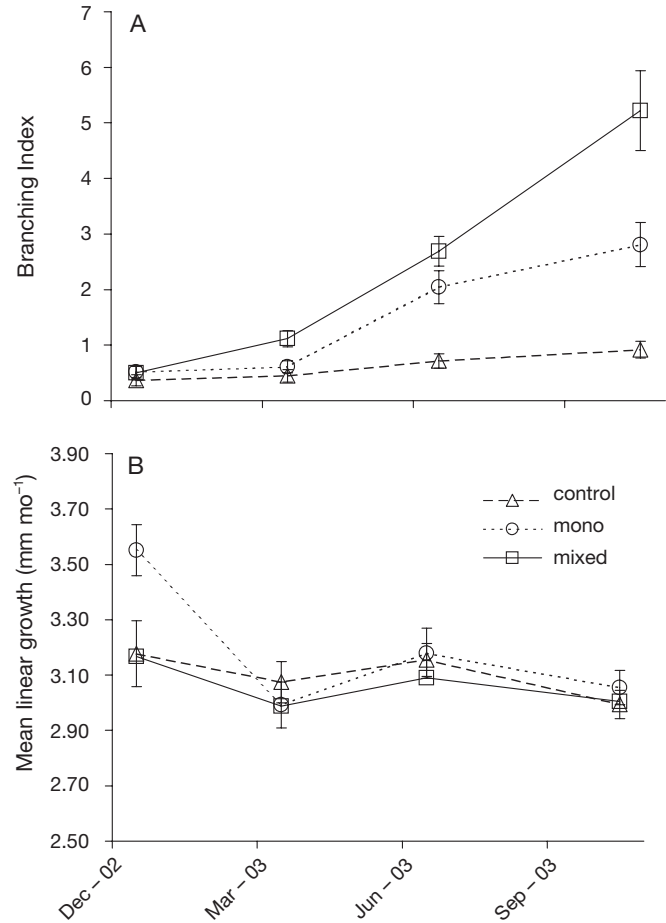 A
7
6
5
4
3
2
1
0
Branching Index
B
3.90
3.70
3.50
3.30
3.10
2.90
2.70
2.50
Mean linear growth (mm mo⁻¹)
control
mono
mixed
Dec – 02
Mar – 03
Jun – 03
Sep – 03